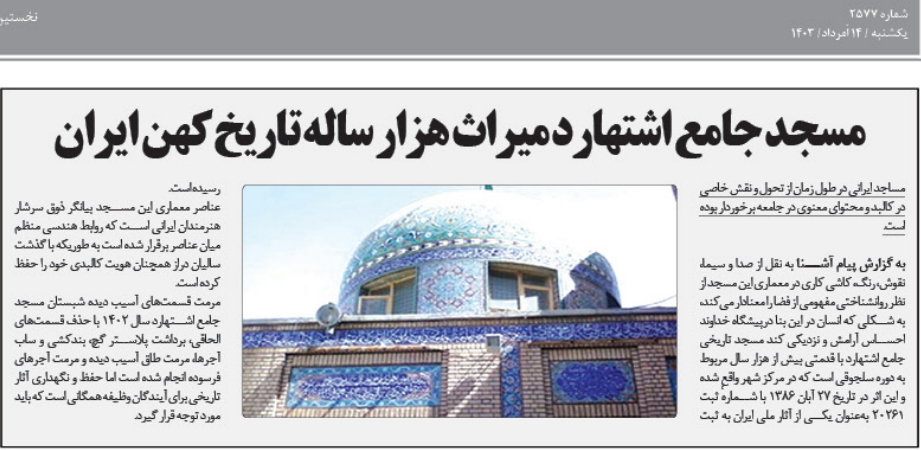 شماره ۲۵۷۷
یکشنبه / ۱۴ اَمرداد/ ۱۴۰۳
نخستین
مسجد جامع اشتهارد میراث هزار ساله تاریخ کهن ایران
مساجد ایرانی در طول زمان از تحول و نقش خاصی
در کالبد و محتوای معنوی در جامعه برخوردار بوده
است.
به گزارش پیام آشنا به نقل از صدا و سیما،
نقوش، رنگ، کاشی کاری در معماری این مسجد از
نظر روانشناختی مفهومی از فضا را معنادار می‌کند،
به شکلی که انسان در این بنا در پیشگاه خداوند
احساس آرامش و نزدیکی کند مسجد تاریخی
جامع اشتهارد با قدمتی بیش از هزار سال مربوط
به دوره سلجوقی است که در مرکز شهر واقع شده
و این اثر در تاریخ ۲۷ آبان ۱۳۸۶ با شماره ثبت
۲۰۲۶۱ به‌عنوان یکی از آثار ملی ایران به ثبت
رسیده‌است.
عناصر معماری این مسجد بیانگر ذوق سرشار
هنرمندان ایرانی است که روابط هندسی منظم
میان عناصر برقرار شده است به طوریکه با گذشت
سالیان دراز همچنان هویت کالبدی خود را حفظ
کرده است.
مرمت قسمت‌های آسیب دیده شبستان مسجد
جامع اشتهارد سال ۱۴۰۲ با حذف قسمت‌های
الحاقی، برداشت پلاستر گچ، بندکشی و ساب
آجرها، مرمت طاق آسیب دیده و مرمت آجرهای
فرسوده انجام شده است اما حفظ و نگهداری آثار
تاریخی برای آیندگان وظیفه همگانی است که باید
مورد توجه قرار گیرد.